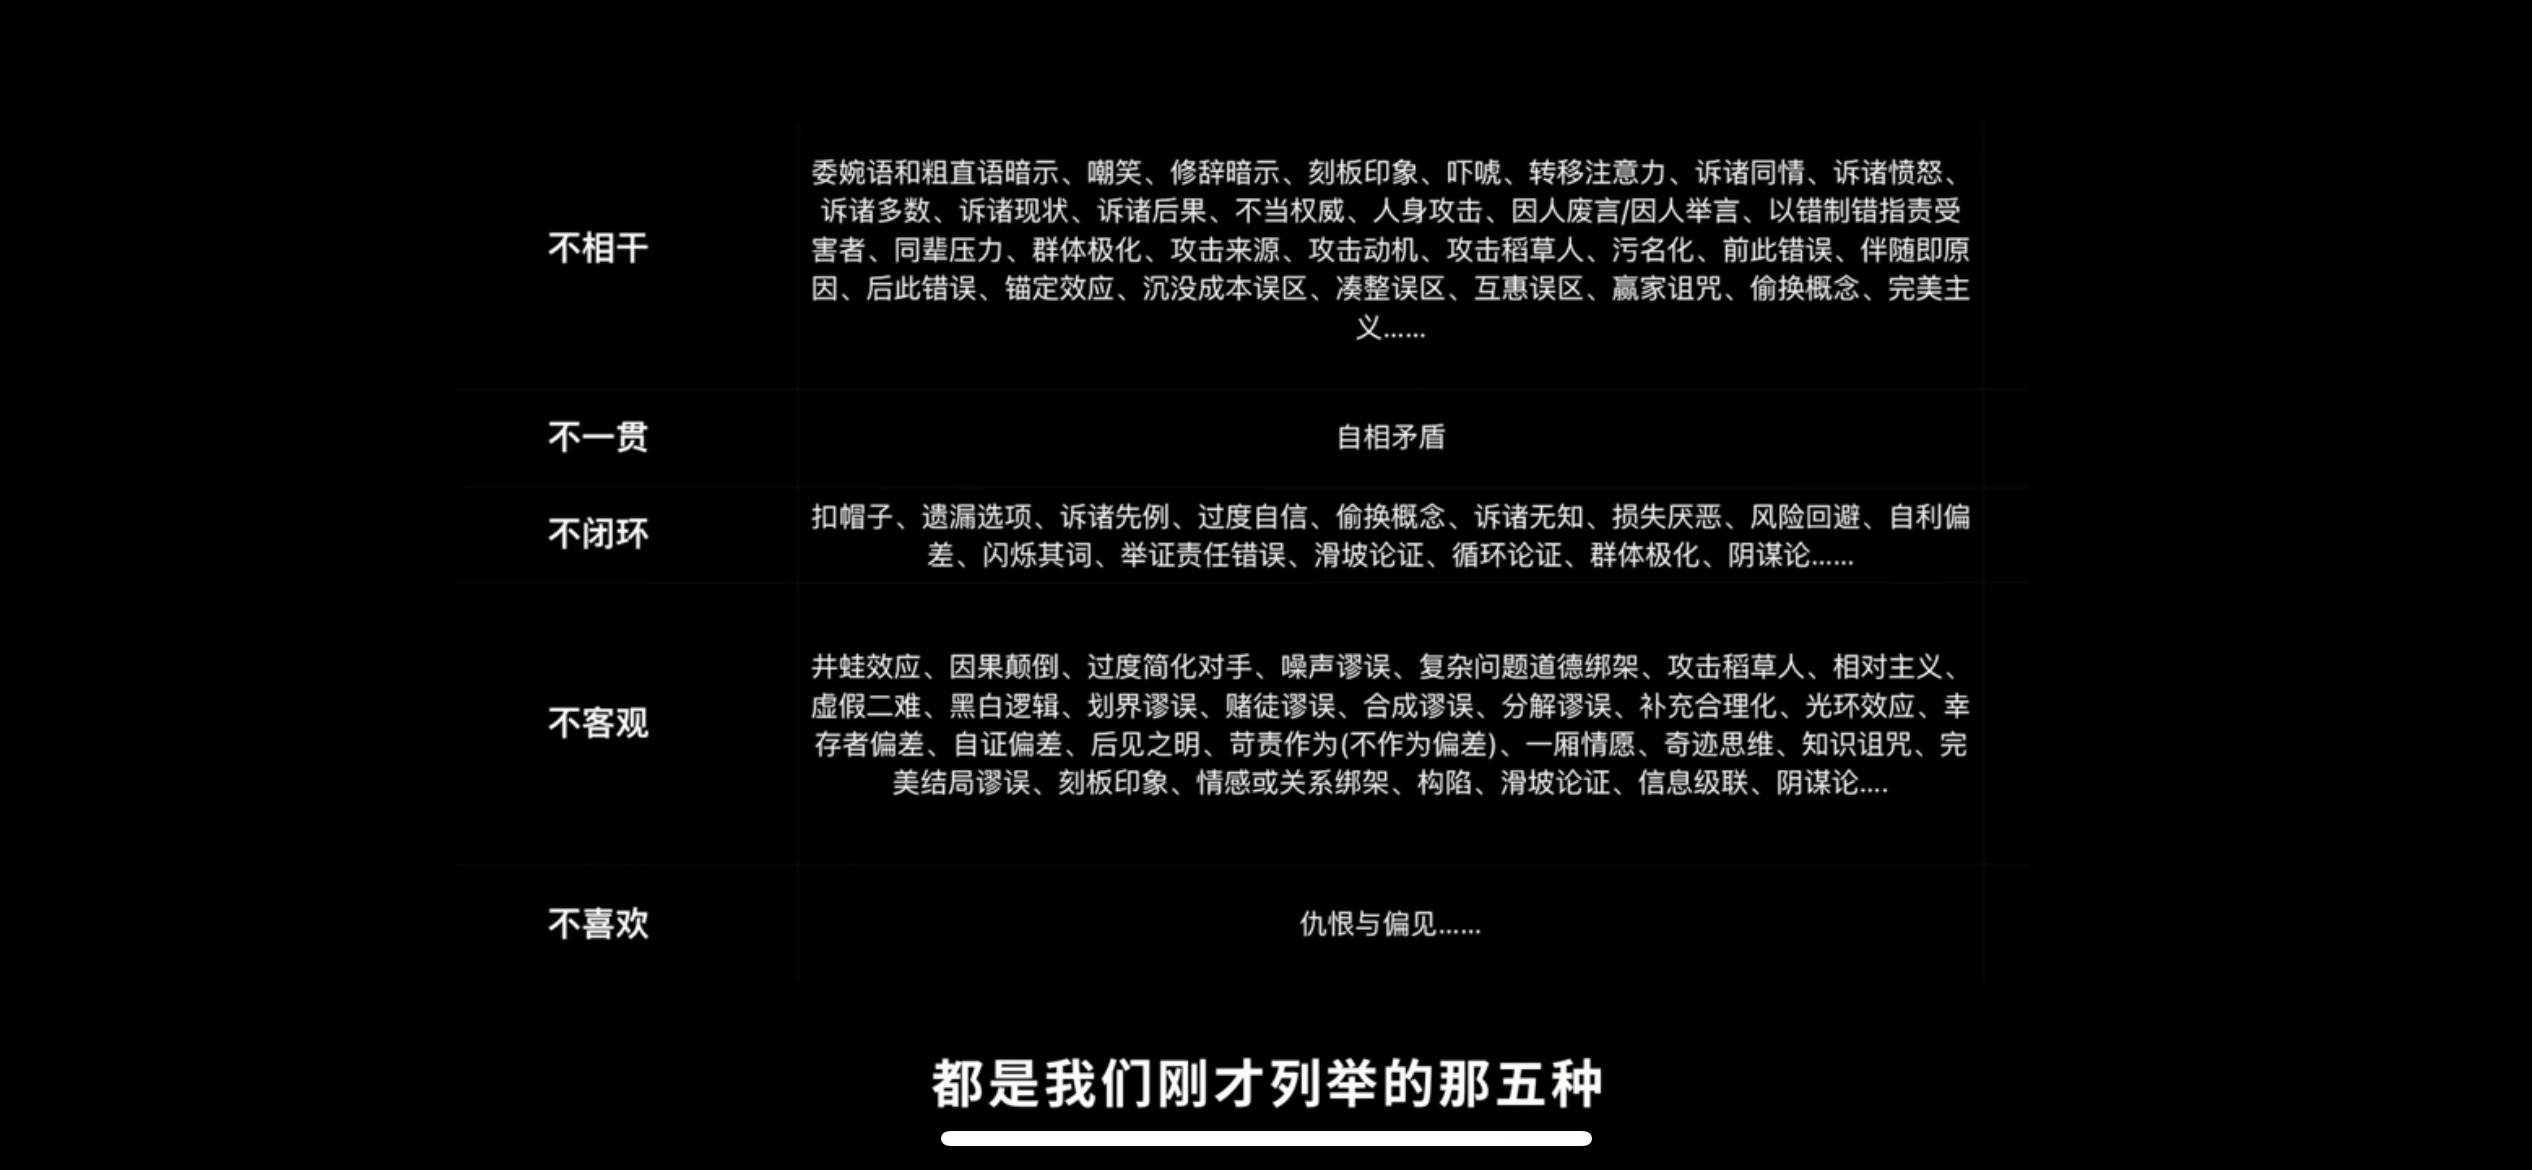 不相干
委婉语和粗直语暗示、嘲笑、修辞暗示、刻板印象、吓唬、转移注意力、诉诸同情、诉诸愤怒、
诉诸多数、诉诸现状、诉诸后果、不当权威、人身攻击、因人废言/因人举言、以错制错指责受
害者、同辈压力、群体极化、攻击来源、攻击动机、攻击稻草人、污名化、前此错误、伴随即原
因、后此错误、锚定效应、沉没成本误区、凑整误区、互惠误区、赢家诅咒、偷换概念、完美主
义......
不一贯
自相矛盾
不闭环
扣帽子、遗漏选项、诉诸先例、过度自信、偷换概念、诉诸无知、损失厌恶、风险回避、自利偏
差、闪烁其词、举证责任错误、滑坡论证、循环论证、群体极化、阴谋论......
不客观
井蛙效应、因果颠倒、过度简化对手、噪声谬误、复杂问题道德绑架、攻击稻草人、相对主义、
虚假二难、黑白逻辑、划界谬误、赌徒谬误、合成谬误、分解谬误、补充合理化、光环效应、幸
存者偏差、自证偏差、后见之明、苛责作为(不作为偏差)、一厢情愿、奇迹思维、知识诅咒、完
美结局谬误、刻板印象、情感或关系绑架、构陷、滑坡论证、信息级联、阴谋论....
不喜欢
仇恨与偏见......
都是我们刚才列举的那五种